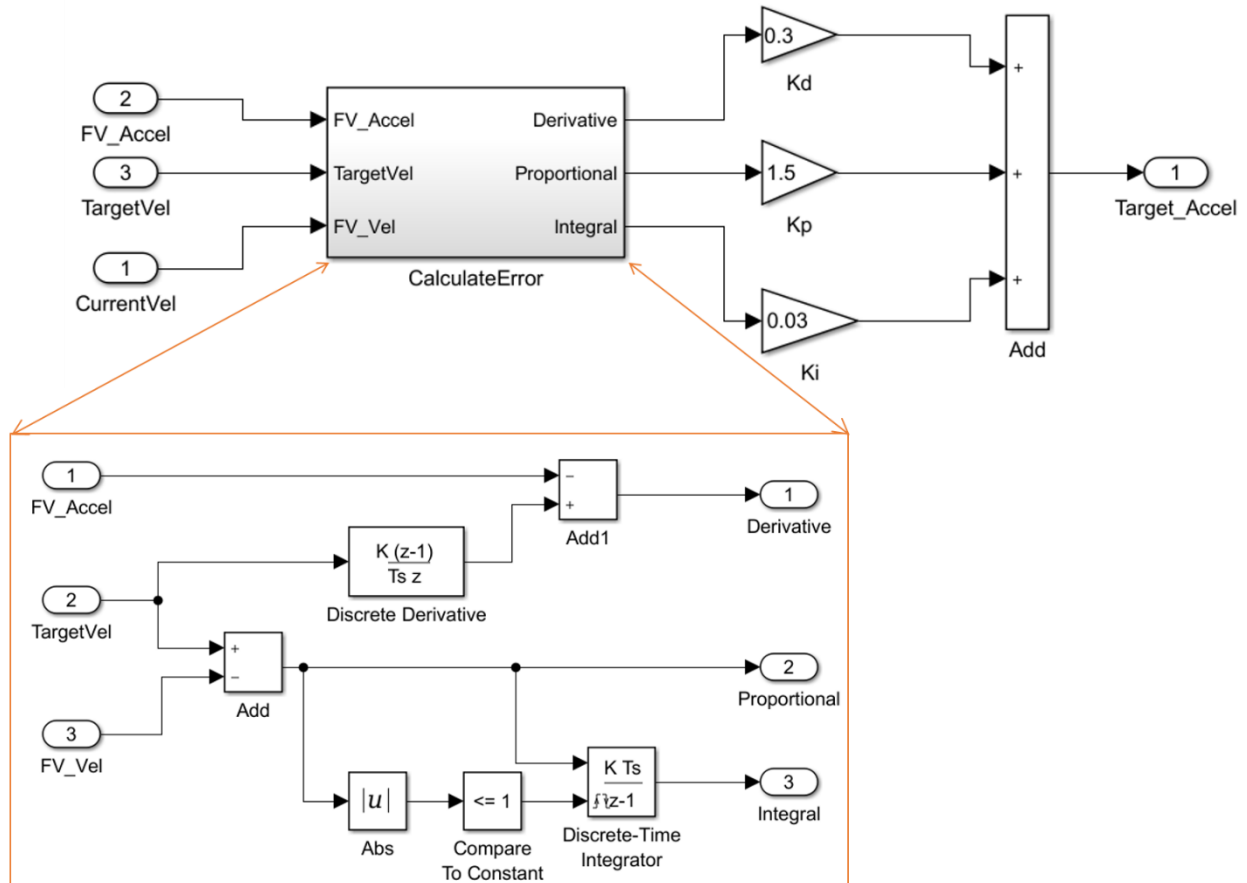 2
FV_Accel
3
TargetVel
1
CurrentVel
FV_Accel
TargetVel
FV_Vel
Derivative
Proportional
Integral
CalculateError
0.3
Kd
1.5
Kp
0.03
Ki
+
+
+
Add
1
Target_Accel
1
FV_Accel
2
TargetVel
3
FV_Vel
K (z-1)
Ts z
Discrete Derivative
−
+
Add1
+
−
Add
|u|
Abs
<= 1
Compare
To Constant
K Ts
z-1
Discrete-Time
Integrator
1
Derivative
2
Proportional
3
Integral